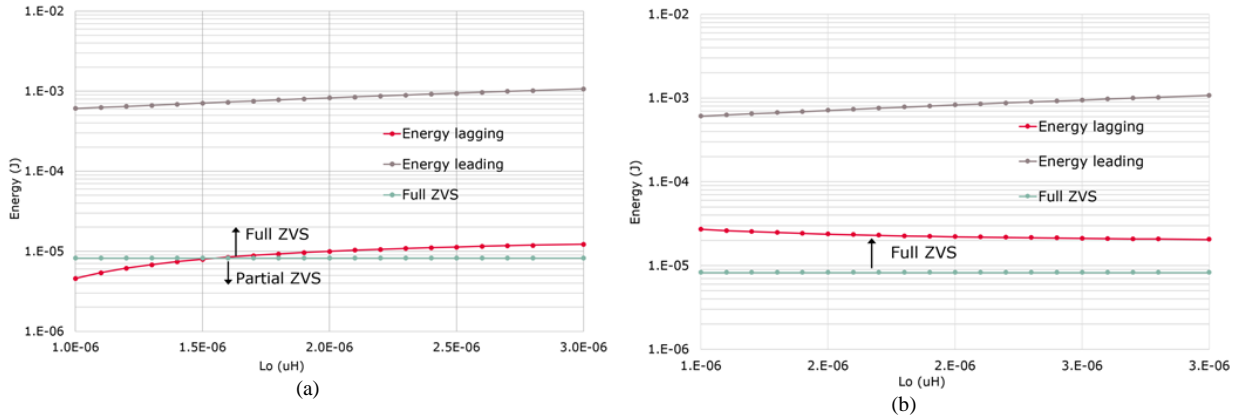 1.E-02
1.E-03
1.E-04
1.E-05
1.E-06
Energy (J)
Energy lagging
Energy leading
Full ZVS
Full ZVS
Partial ZVS
1.0E-06 1.5E-06 2.0E-06 2.5E-06 3.0E-06
Lo (uH)
(a)
1.E-02
1.E-03
1.E-04
1.E-05
1.E-06
Energy (J)
Energy lagging
Energy leading
Full ZVS
Full ZVS
1.E-06 2.E-06 2.E-06 3.E-06 3.E-06
Lo (uH)
(b)